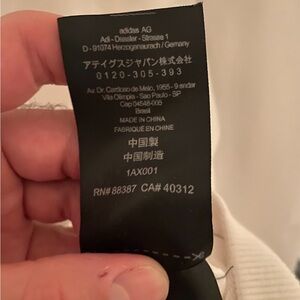 adidas AG
Adi - Dassler - Strasse 1
D - 91074 Herzogenaurach / Germany
アディダスジャパン株式会社
0120-305-393
Av. Dr. Cardoso de Melo, 1955 - 9 andar
Vila Olimpia - Sao Paulo - SP
Cap 04548-005
Brasil
MADE IN CHINA
FABRIQUÉ EN CHINE
中国製
中国制造
1AX001
RN# 88387 CA# 40312